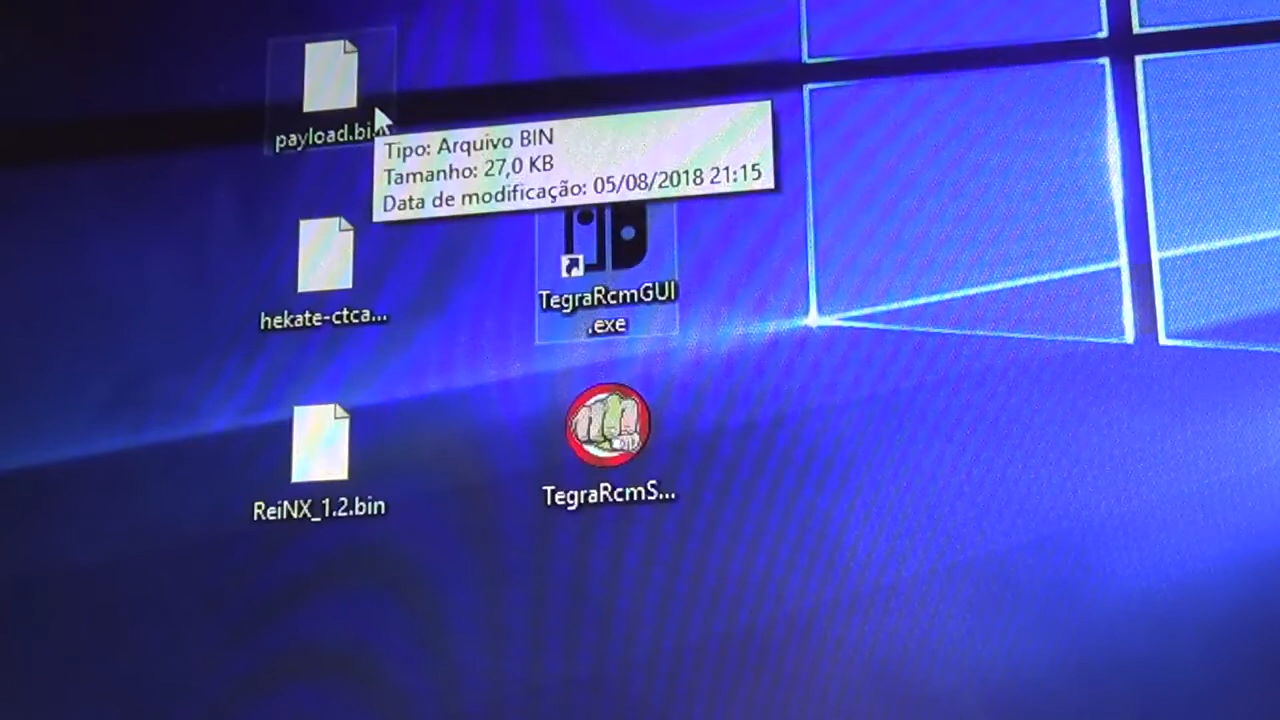 payload.bi
Tipo: Arquivo BIN
Tamanho: 27,0 KB
Data de modificação: 05/08/2018 21:15
hekate-ctca...
TegraRcmGUI
.exe
ReiNX_1.2.bin
TegraRcmS...